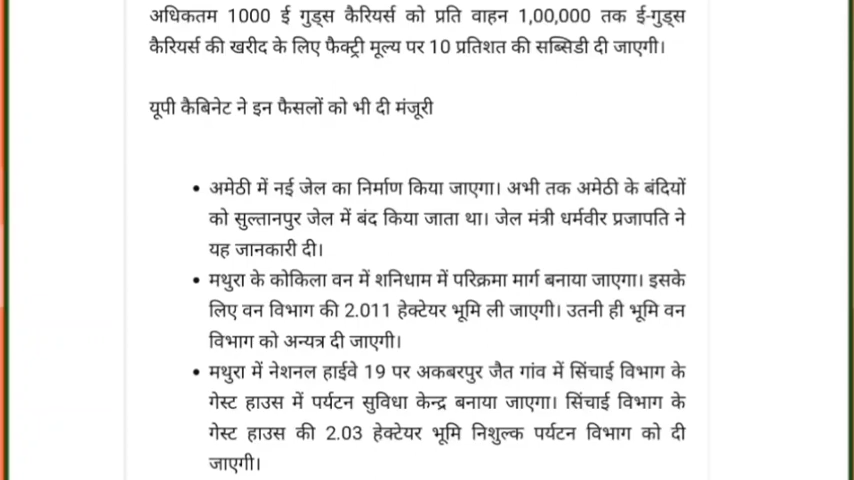 अधिकतम 1000 ई गुड्स कैरियर्स को प्रति वाहन 1,00,000 तक ई-गुड्स
कैरियर्स की खरीद के लिए फैक्ट्री मूल्य पर 10 प्रतिशत की सब्सिडी दी जाएगी।
यूपी कैबिनेट ने इन फैसलों को भी दी मंजूरी
• अमेठी में नई जेल का निर्माण किया जाएगा। अभी तक अमेठी के बंदियों
को सुल्तानपुर जेल में बंद किया जाता था। जेल मंत्री धर्मवीर प्रजापति ने
यह जानकारी दी।
• मथुरा के कोकिला वन में शनिधाम में परिक्रमा मार्ग बनाया जाएगा। इसके
लिए वन विभाग की 2.011 हेक्टेयर भूमि ली जाएगी। उतनी ही भूमि वन
विभाग को अन्यत्र दी जाएगी।
• मथुरा में नेशनल हाईवे 19 पर अकबरपुर जैत गांव में सिंचाई विभाग के
गेस्ट हाउस में पर्यटन सुविधा केन्द्र बनाया जाएगा। सिंचाई विभाग के
गेस्ट हाउस की 2.03 हेक्टेयर भूमि निशुल्क पर्यटन विभाग को दी
जाएगी।